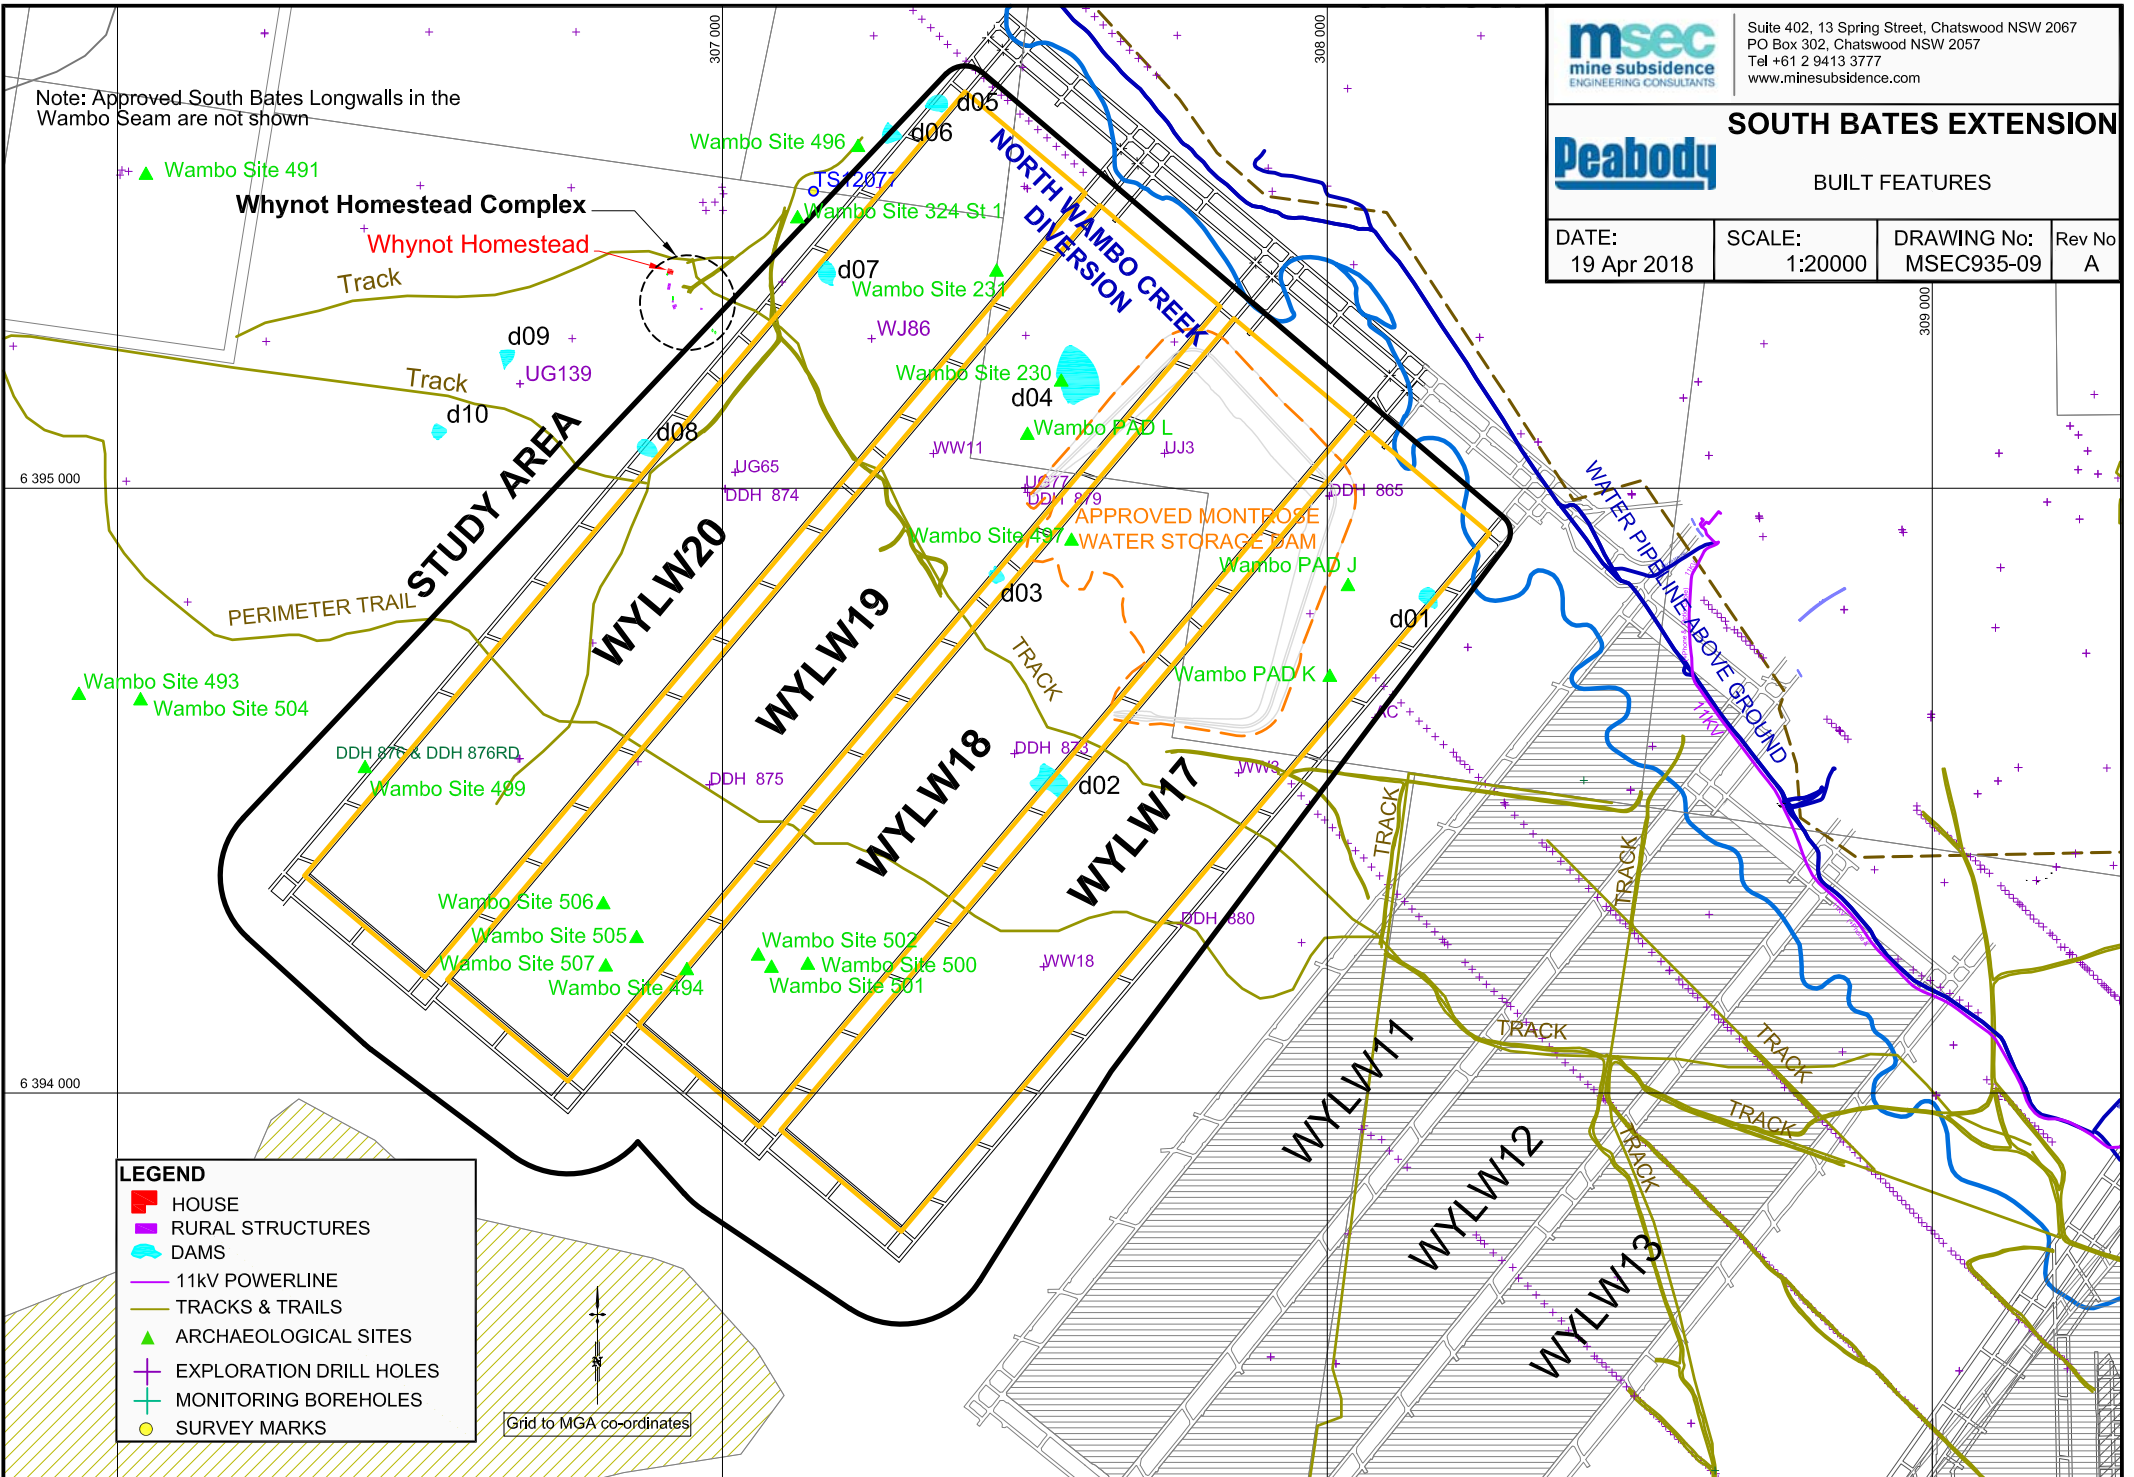 307 000
308 000
309 000
6 395 000
6 394 000
Note: Approved South Bates Longwalls in the
Wambo Seam are not shown
msec
mine subsidence
ENGINEERING CONSULTANTS
Suite 402, 13 Spring Street, Chatswood NSW 2067
PO Box 302, Chatswood NSW 2057
Tel +61 2 9413 3777
www.minesubsidence.com
Peabody
SOUTH BATES EXTENSION
BUILT FEATURES
DATE:
19 Apr 2018
SCALE:
1:20000
DRAWING No:
MSEC935-09
Rev No
A
d05
d06
Wambo Site 496
Wambo Site 491
TS12077
Whynot Homestead Complex
Wambo Site 324 St 1
Whynot Homestead
NORTH WAMBO CREEK
DIVERSION
Track
d07
Wambo Site 231
WJ86
d09
UG139
Track
Wambo Site 230
d04
d10
d08
Wambo PAD L
WW11
UJ3
UG65
DDH 874
UG77
DDH 879
DDH 865
STUDY AREA
WATER PIPELINE ABOVE GROUND
APPROVED MONTROSE
WATER STORAGE DAM
Wambo Site 497
Wambo PAD J
WYLW20
d03
d01
PERIMETER TRAIL
WYLW19
TRACK
Wambo PAD K
Wambo Site 493
Wambo Site 504
AC
11KV
DDH 876 & DDH 876RD
Wambo Site 499
DDH 875
DDH 873
WW3
d02
WYLW18
WYLW17
TRACK
TRACK
Wambo Site 506
Wambo Site 505
Wambo Site 507
Wambo Site 494
Wambo Site 502
Wambo Site 500
Wambo Site 501
DDH 880
WW18
TRACK
TRACK
TRACK
TRACK
WYLW11
WYLW12
WYLW13
LEGEND
HOUSE
RURAL STRUCTURES
DAMS
11kV POWERLINE
TRACKS & TRAILS
ARCHAEOLOGICAL SITES
EXPLORATION DRILL HOLES
MONITORING BOREHOLES
SURVEY MARKS
N
Grid to MGA co-ordinates